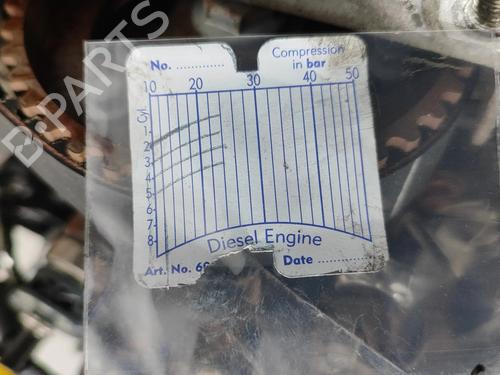 No. ..............
Compression
in bar
10 20 30 40 50
Cyl.
1
2
3
4
5
6
7
8
Diesel Engine
Art. No. 6
Date ...............
B-PARTS